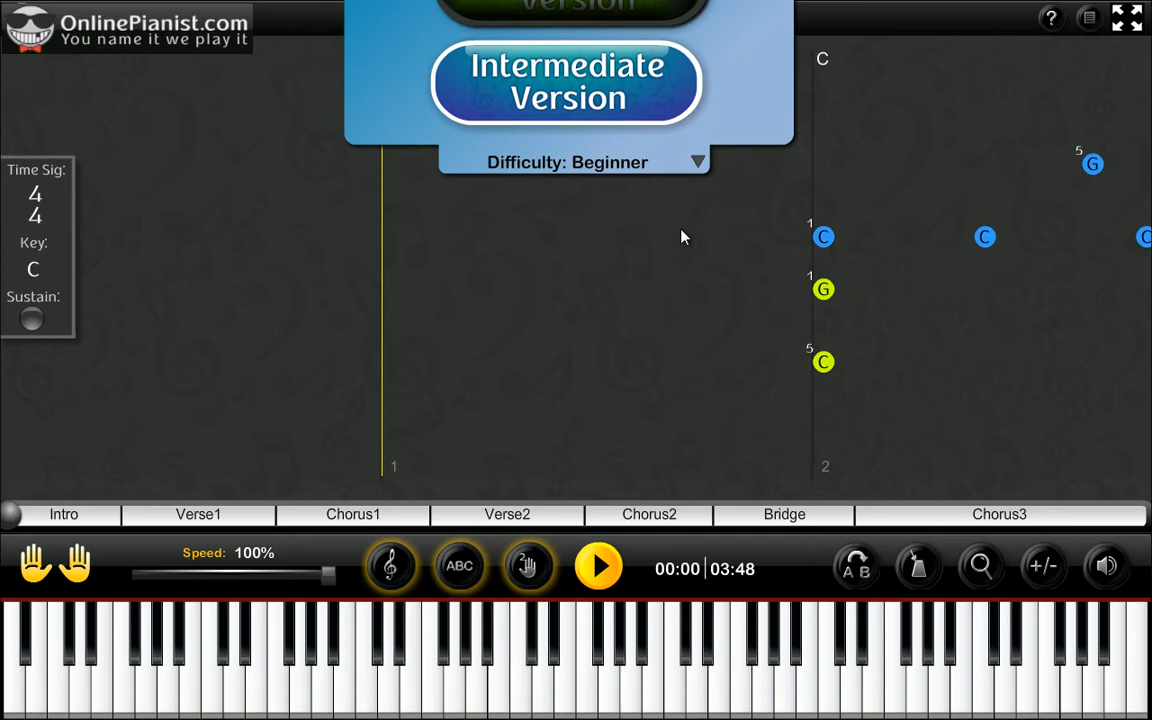 Version
OnlinePianist.com
You name it we play it
?
Intermediate
Version
C
Difficulty: Beginner
5
G
Time Sig:
4
4
1
C
C
C
Key:
C
1
G
Sustain:
5
C
1
2
Intro
Verse1
Chorus1
Verse2
Chorus2
Bridge
Chorus3
Speed: 100%
ABC
2
00:00 03:48
A B
+/-